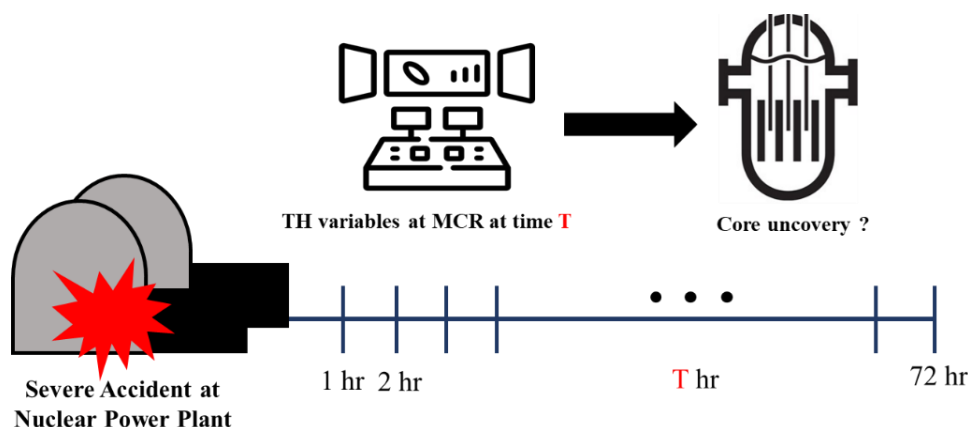 TH variables at MCR at time T
Core uncovery ?
1 hr
2 hr
T hr
72 hr
Severe Accident at
Nuclear Power Plant